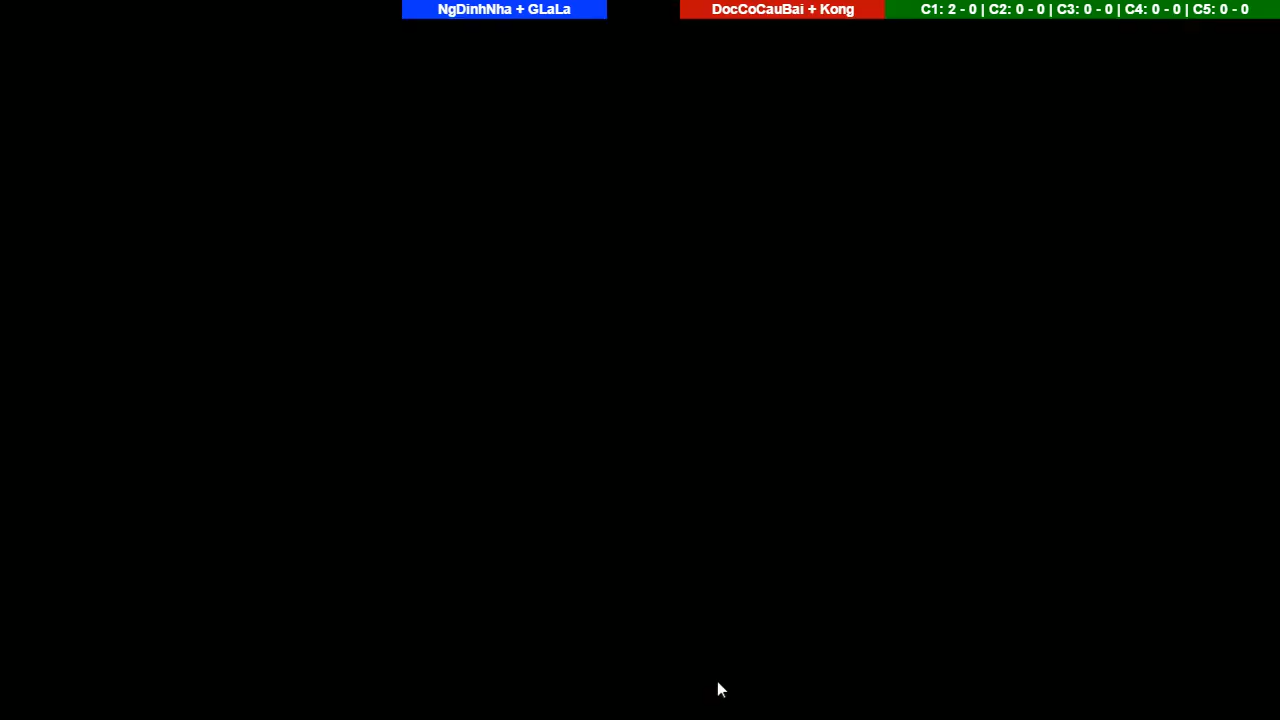 NgDinhNha + GLaLa
DocCoCauBai + Kong
C1: 2 - 0 | C2: 0 - 0 | C3: 0 - 0 | C4: 0 - 0 | C5: 0 - 0